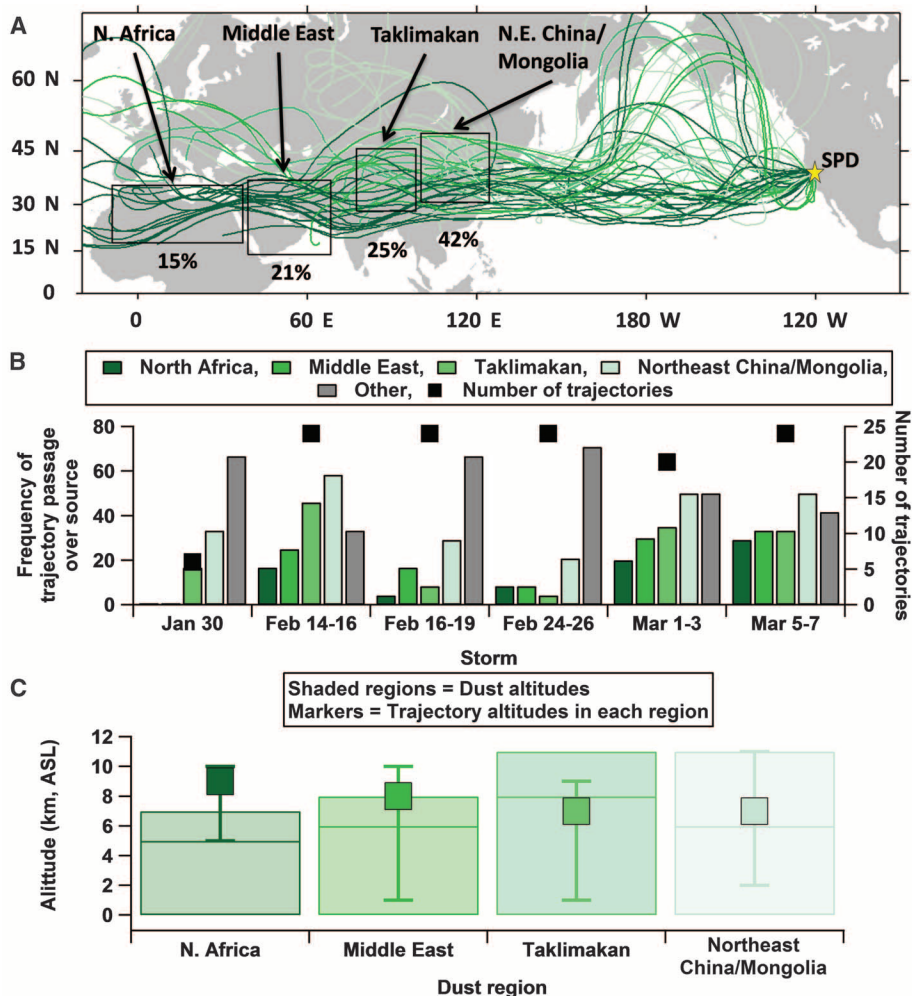 A
N. Africa
Middle East
Taklimakan
N.E. China/
Mongolia
60 N
45 N
30 N
15 N
0
SPD
15%
21%
25%
42%
0
60 E
120 E
180 W
120 W
B
North Africa, Middle East, Taklimakan, Northeast China/Mongolia,
Other, Number of trajectories
Frequency of
trajectory passage
over source
80
60
40
20
0
25
20
15
10
5
0
Number of
trajectories
Jan 30
Feb 14-16
Feb 16-19
Feb 24-26
Mar 1-3
Mar 5-7
Storm
C
Shaded regions = Dust altitudes
Markers = Trajectory altitudes in each region
Alititude (km, ASL)
12
10
8
6
4
2
0
N. Africa
Middle East
Taklimakan
Northeast
China/Mongolia
Dust region